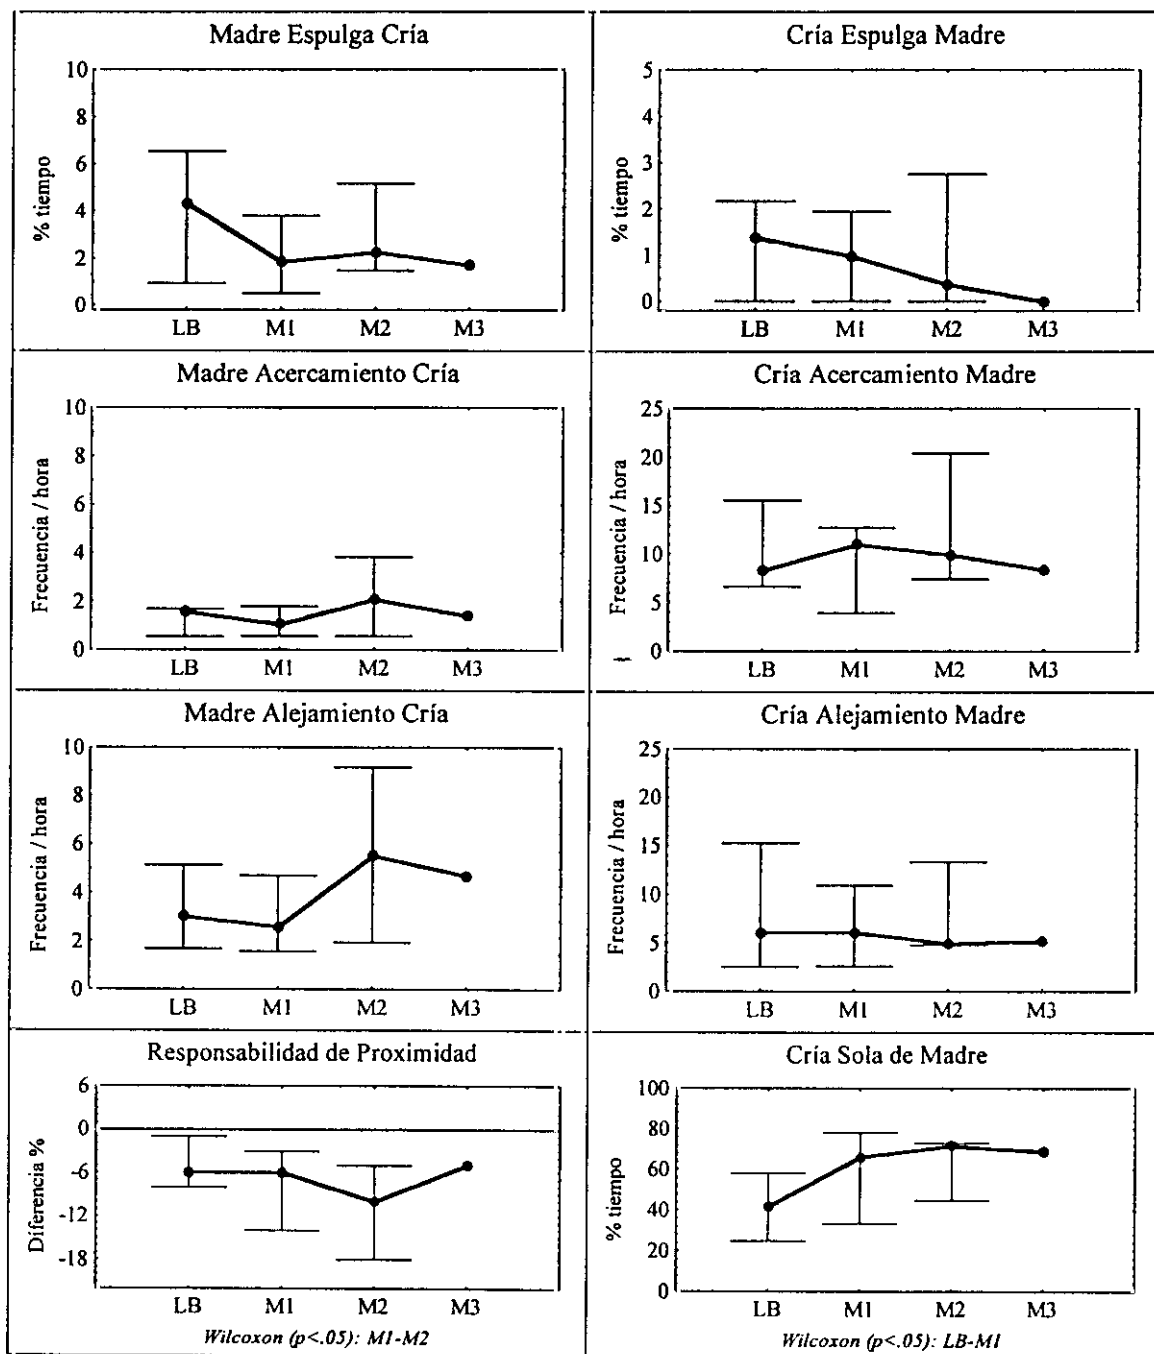 Madre Espulga Cría
10
8
6
4
2
0
% tiempo
LB M1 M2 M3
Cría Espulga Madre
5
4
3
2
1
0
% tiempo
LB M1 M2 M3
Madre Acercamiento Cría
10
8
6
4
2
0
Frecuencia / hora
LB M1 M2 M3
Cría Acercamiento Madre
25
20
15
10
5
0
Frecuencia / hora
LB M1 M2 M3
Madre Alejamiento Cría
10
8
6
4
2
0
Frecuencia / hora
LB M1 M2 M3
Cría Alejamiento Madre
25
20
15
10
5
0
Frecuencia / hora
LB M1 M2 M3
Responsabilidad de Proximidad
6
0
-6
-12
-18
Diferencia %
LB M1 M2 M3
Wilcoxon (p<.05): M1-M2
Cría Sola de Madre
100
80
60
40
20
0
% tiempo
LB M1 M2 M3
Wilcoxon (p<.05): LB-M1